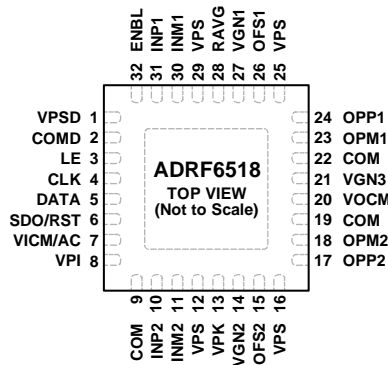 32 ENBL
31 INP1
30 INM1
29 VPS
28 RAVG
27 VGN1
26 OFS1
25 VPS
VPSD 1
COMD 2
LE 3
CLK 4
DATA 5
SDO/RST 6
VICM/AC 7
VPI 8
ADRF6518
TOP VIEW
(Not to Scale)
24 OPP1
23 OPM1
22 COM
21 VGN3
20 VOCM
19 COM
18 OPM2
17 OPP2
COM 9
INP2 10
INM2 11
VPS 12
VPK 13
VGN2 14
OFS2 15
VPS 16